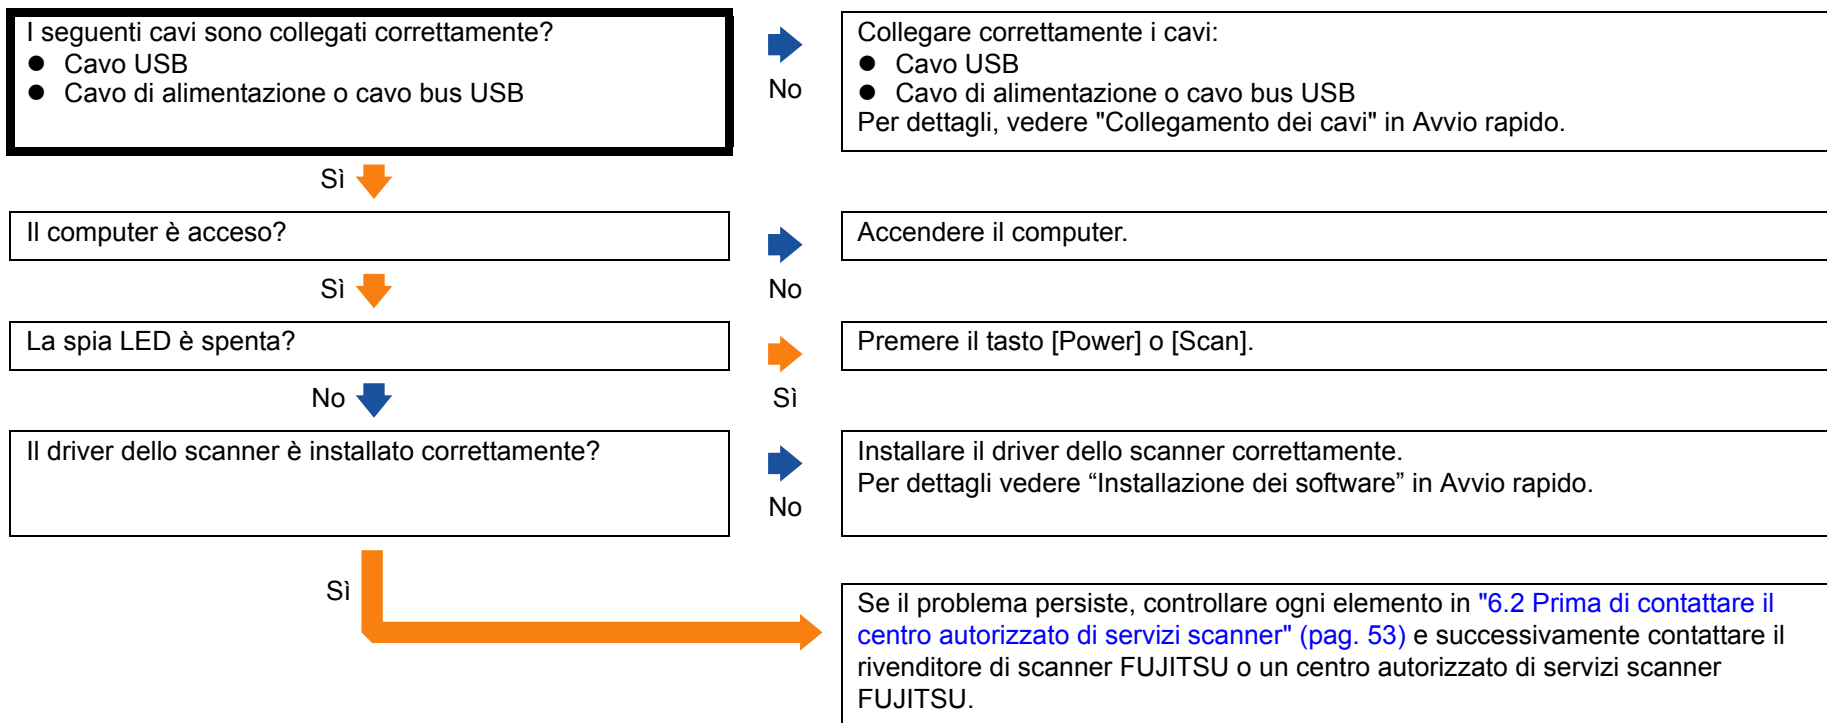 I seguenti cavi sono collegati correttamente?
● Cavo USB
● Cavo di alimentazione o cavo bus USB
No
Collegare correttamente i cavi:
● Cavo USB
● Cavo di alimentazione o cavo bus USB
Per dettagli, vedere "Collegamento dei cavi" in Avvio rapido.
Sì
Il computer è acceso?
No
Accendere il computer.
Sì
La spia LED è spenta?
Sì
Premere il tasto [Power] o [Scan].
No
Il driver dello scanner è installato correttamente?
No
Installare il driver dello scanner correttamente.
Per dettagli vedere “Installazione dei software” in Avvio rapido.
Sì
Se il problema persiste, controllare ogni elemento in "6.2 Prima di contattare il
centro autorizzato di servizi scanner" (pag. 53) e successivamente contattare il
rivenditore di scanner FUJITSU o un centro autorizzato di servizi scanner
FUJITSU.